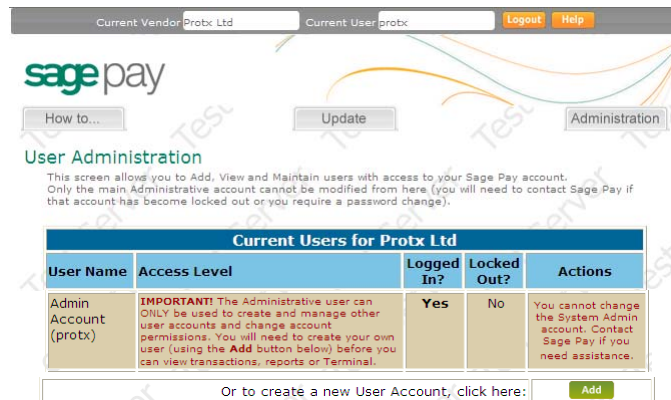 Current Vendor Protx Ltd Current User protx Logout Help
sage pay
How to... Update Administration
User Administration
This screen allows you to Add, View and Maintain users with access to your Sage Pay account.
Only the main Administrative account cannot be modified from here (you will need to contact Sage Pay if
that account has become locked out or you require a password change).
Current Users for Protx Ltd
User Name Access Level Logged In? Locked Out? Actions
Admin
Account
(protx)
IMPORTANT! The Administrative user can
ONLY be used to create and manage other
user accounts and change account
permissions. You will need to create your own
user (using the Add button below) before you
can view transactions, reports or Terminal.
Yes
No
You cannot change
the System Admin
account. Contact
Sage Pay if you
need assistance.
Or to create a new User Account, click here: Add
Test Server